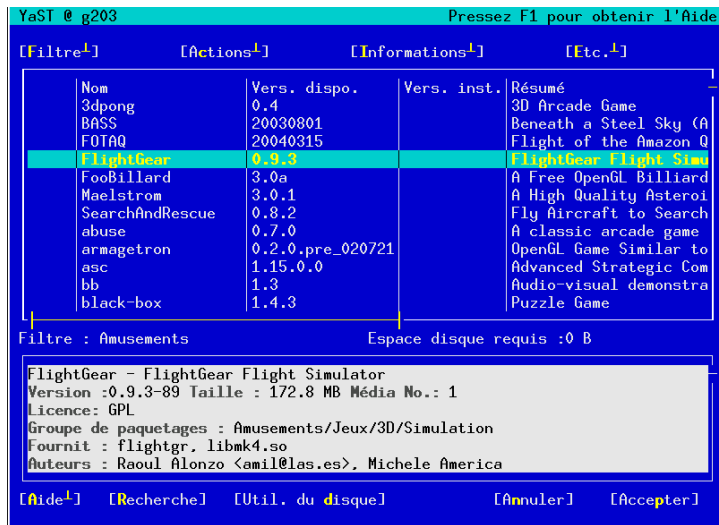 YaST @ g203 Pressez F1 pour obtenir l'Aide
[Filtre┴] [Actions┴] [Informations┴] [Etc.┴]
Nom Vers. dispo. Vers. inst. Résumé
3dpong 0.4 3D Arcade Game
BASS 20030801 Beneath a Steel Sky (A
FOTAQ 20040315 Flight of the Amazon Q
FlightGear 0.9.3 FlightGear Flight Simu
FooBillard 3.0a A Free OpenGL Billiard
Maelstrom 3.0.1 A High Quality Asteroi
SearchAndRescue 0.8.2 Fly Aircraft to Search
abuse 0.7.0 A classic arcade game
armagetron 0.2.0.pre_020721 OpenGL Game Similar to
asc 1.15.0.0 Advanced Strategic Com
bb 1.3 Audio-visual demonstra
black-box 1.4.3 Puzzle Game
Filtre : Amusements Espace disque requis :0 B
FlightGear - FlightGear Flight Simulator
Version :0.9.3-89 Taille : 172.8 MB Média No.: 1
Licence: GPL
Groupe de paquetages : Amusements/Jeux/3D/Simulation
Fournit : flightgr, libmk4.so
Auteurs : Raoul Alonzo <amil@las.es>, Michele America
[Aide┴] [Recherche] [Util. du disque] [Annuler] [Accepter]